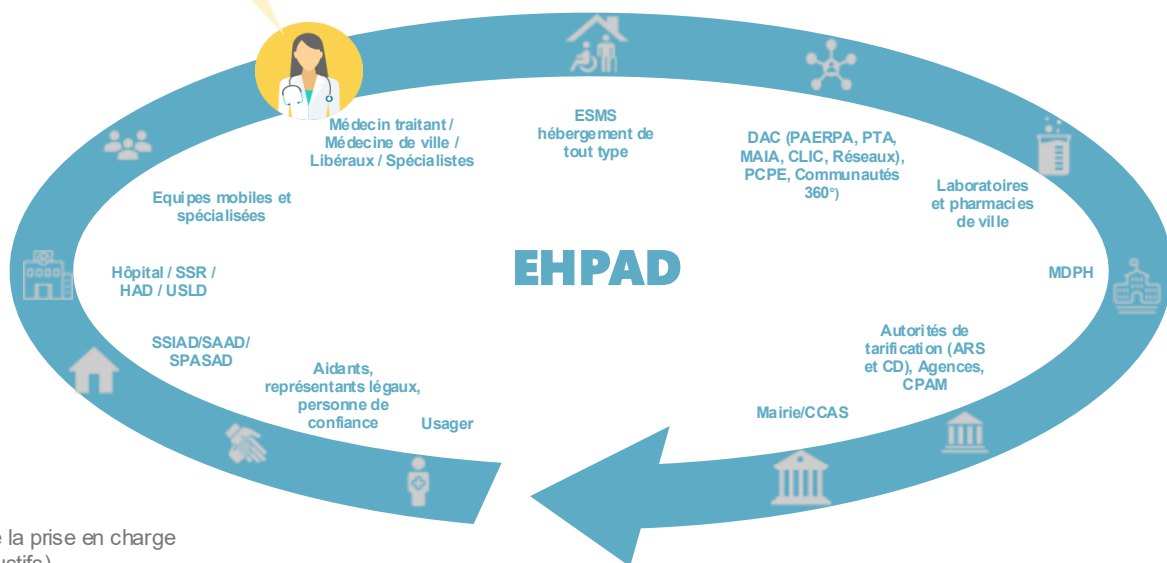 Médecin traitant /
Médecine de ville /
Libéraux / Spécialistes
ESMS
hébergement de
tout type
DAC (PAERPA, PTA,
MAIA, CLIC, Réseaux),
PCPE, Communautés
360°)
Laboratoires
et pharmacies
de ville
Equipes mobiles et
spécialisées
EHPAD
Hôpital / SSR /
HAD / USLD
MDPH
SSIAD/SAAD/
SPASAD
Autorités de
tarification (ARS
et CD), Agences,
CPAM
Aidants,
représentants légaux,
personne de
confiance
Usager
Mairie/CCAS
la prise en charge